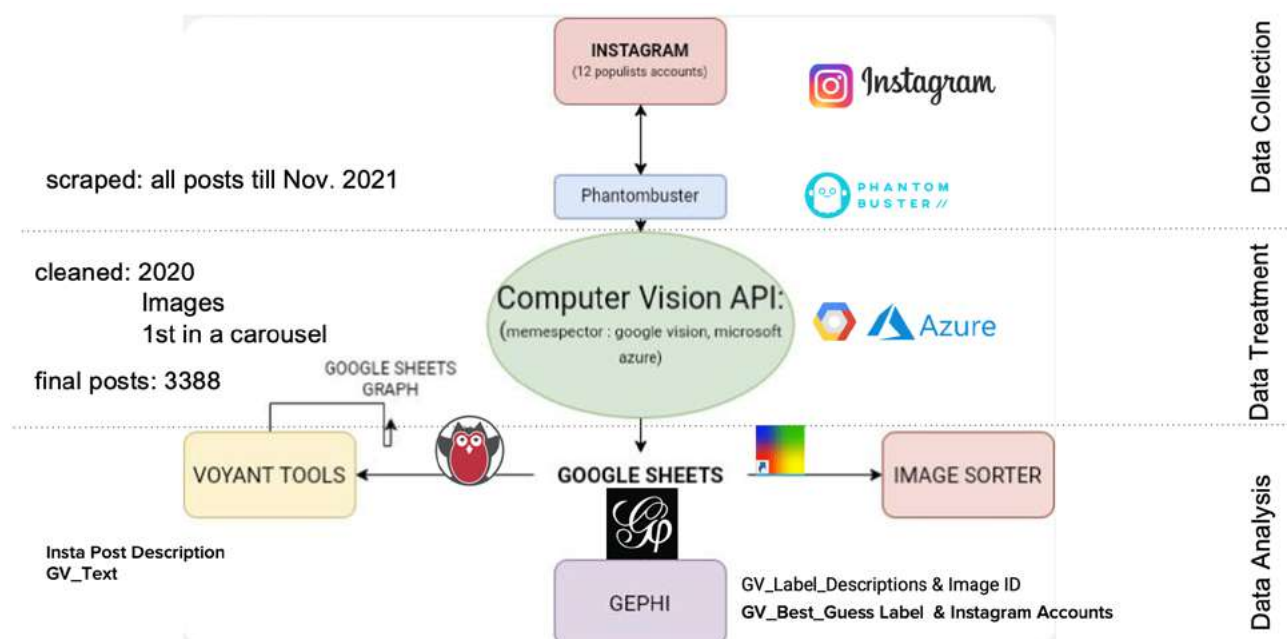 INSTAGRAM
(12 populists accounts)
Instagram
Data Collection
scraped: all posts till Nov. 2021
Phantombuster
PHANTOM
BUSTER //
cleaned: 2020
Images
1st in a carousel
final posts: 3388
Computer Vision API:
(memespector : google vision, microsoft
azure)
Azure
Data Treatment
GOOGLE SHEETS
GRAPH
VOYANT TOOLS
GOOGLE SHEETS
IMAGE SORTER
Gφ
Insta Post Description
GV_Text
GEPHI
GV_Label_Descriptions & Image ID
GV_Best_Guess Label & Instagram Accounts
Data Analysis